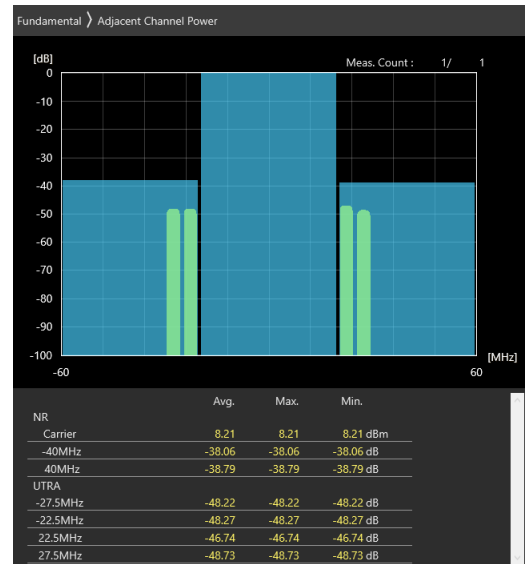 Fundamental 〉 Adjacent Channel Power
[dB]
Meas. Count : 1/ 1
0
-10
-20
-30
-40
-50
-60
-70
-80
-90
-100
[MHz]
-60 60
Avg. Max. Min.
NR
Carrier 8.21 8.21 8.21 dBm
-40MHz -38.06 -38.06 -38.06 dB
40MHz -38.79 -38.79 -38.79 dB
UTRA
-27.5MHz -48.22 -48.22 -48.22 dB
-22.5MHz -48.27 -48.27 -48.27 dB
22.5MHz -46.74 -46.74 -46.74 dB
27.5MHz -48.73 -48.73 -48.73 dB